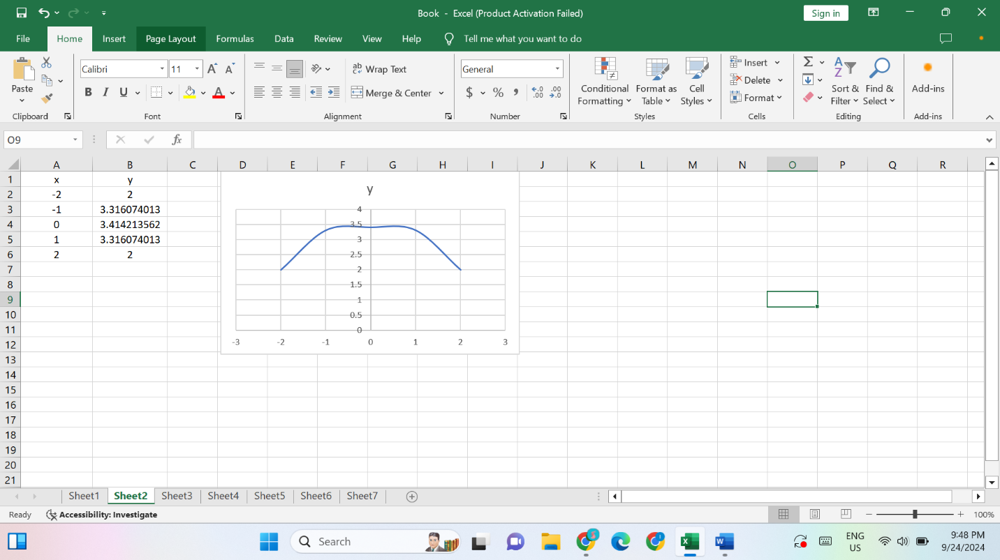 Book - Excel (Product Activation Failed)
Sign in
File Home Insert Page Layout Formulas Data Review View Help Tell me what you want to do
Calibri 11 ab Wrap Text General Insert
Paste B I U Merge & Center $ % Conditional Formatting Format as Table Cell Styles Delete Format Sort & Filter Find & Select Add-ins
Clipboard Font Alignment Number Styles Cells Editing Add-ins
O9 fx
A B C D E F G H I J K L M N O P Q R
1 x y
2 -2 2
3 -1 3.316074013
4 0 3.414213562
5 1 3.316074013
6 2 2
7
8
9
10
11
12
13
14
15
16
17
18
19
20
21
y
4
3.5
3
2.5
2
1.5
1
0.5
0
-3 -2 -1 0 1 2 3
Sheet1 Sheet2 Sheet3 Sheet4 Sheet5 Sheet6 Sheet7
Ready Accessibility: Investigate 100%
Search
ENG
US
9:48 PM
9/24/2024